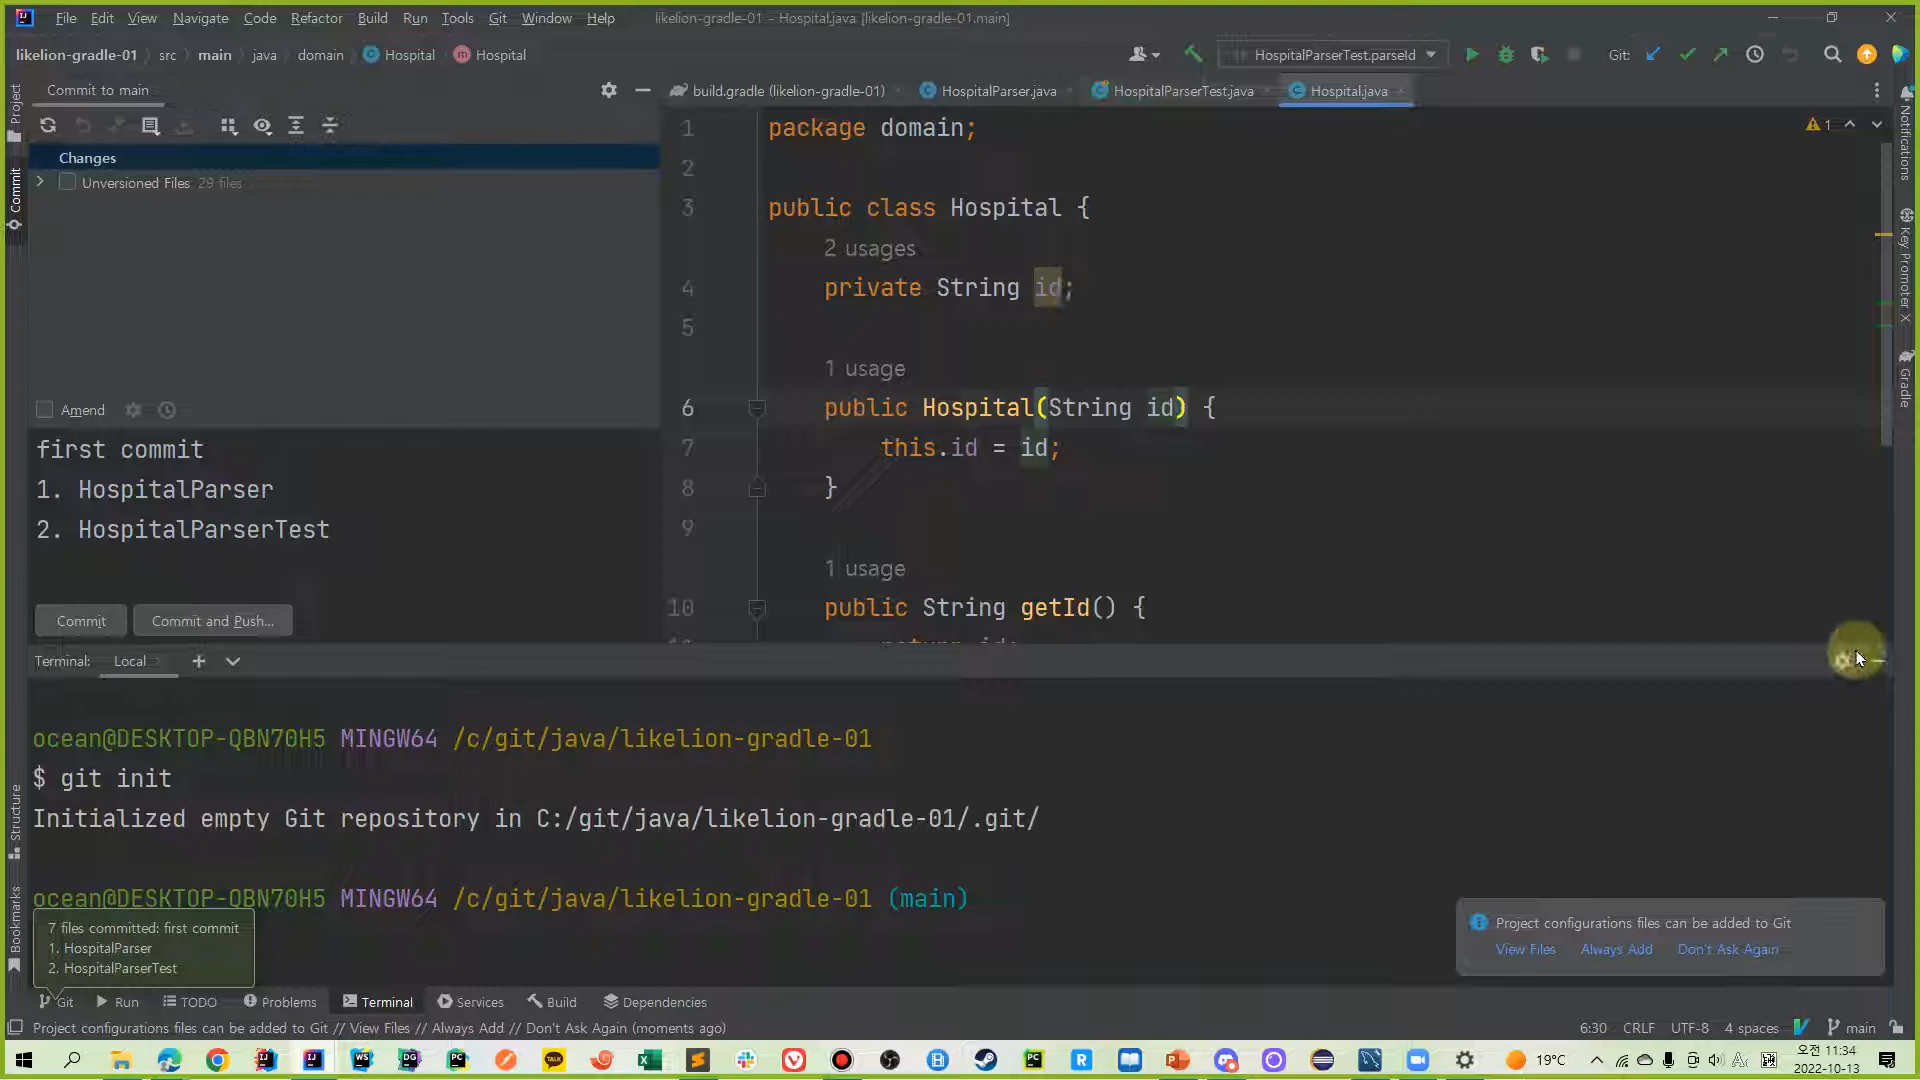 File Edit View Navigate Code Refactor Build Run Tools Git Window Help likelion-gradle-01 - Hospital.java [likelion-gradle-01.main]
likelion-gradle-01 src main java domain Hospital Hospital HospitalParserTest.parseId Git:
Commit to main
build.gradle (likelion-gradle-01) HospitalParser.java HospitalParserTest.java Hospital.java
Project
Commit
Structure
Bookmarks
Notifications
Key Promoter X
Gradle
Changes
Unversioned Files 29 files
Amend
first commit
1. HospitalParser
2. HospitalParserTest
Commit Commit and Push...
1
1 package domain;
2
3 public class Hospital {
2 usages
4 private String id;
5
1 usage
6 public Hospital(String id) {
7 this.id = id;
8 }
9
1 usage
10 public String getId() {
return id;
Terminal: Local
ocean@DESKTOP-QBN70H5 MINGW64 /c/git/java/likelion-gradle-01
$ git init
Initialized empty Git repository in C:/git/java/likelion-gradle-01/.git/
ocean@DESKTOP-QBN70H5 MINGW64 /c/git/java/likelion-gradle-01 (main)
7 files committed: first commit
1. HospitalParser
2. HospitalParserTest
Project configurations files can be added to Git
View Files Always Add Don't Ask Again
Git Run TODO Problems Terminal Services Build Dependencies
Project configurations files can be added to Git // View Files // Always Add // Don't Ask Again (moments ago)
6:30 CRLF UTF-8 4 spaces main
19°C
오전 11:34
2022-10-13